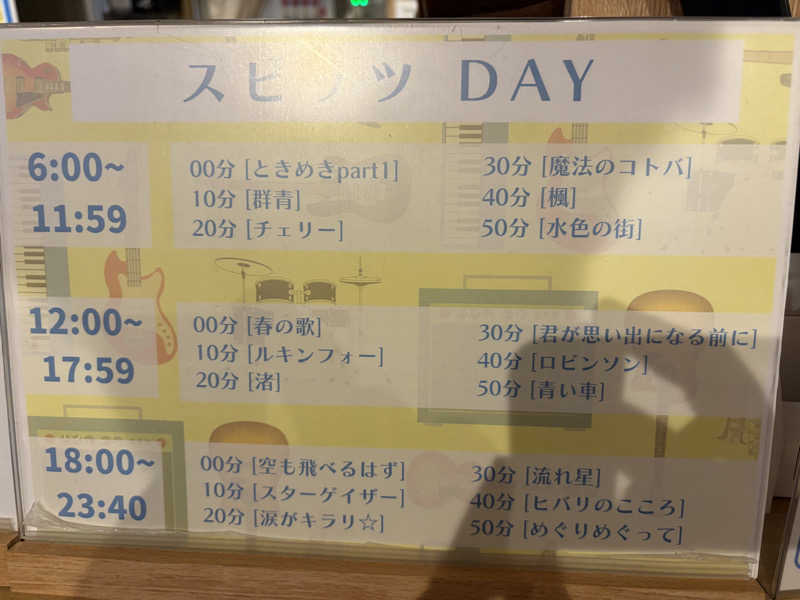 スピッツ DAY
6:00~
11:59
00分 [ときめきpart1]
10分 [群青]
20分 [チェリー]
30分 [魔法のコトバ]
40分 [楓]
50分 [水色の街]
12:00~
17:59
00分 [春の歌]
10分 [ルキンフォー]
20分 [渚]
30分 [君が思い出になる前に]
40分 [ロビンソン]
50分 [青い車]
18:00~
23:40
00分 [空も飛べるはず]
10分 [スターゲイザー]
20分 [涙がキラリ☆]
30分 [流れ星]
40分 [ヒバリのこころ]
50分 [めぐりめぐって]